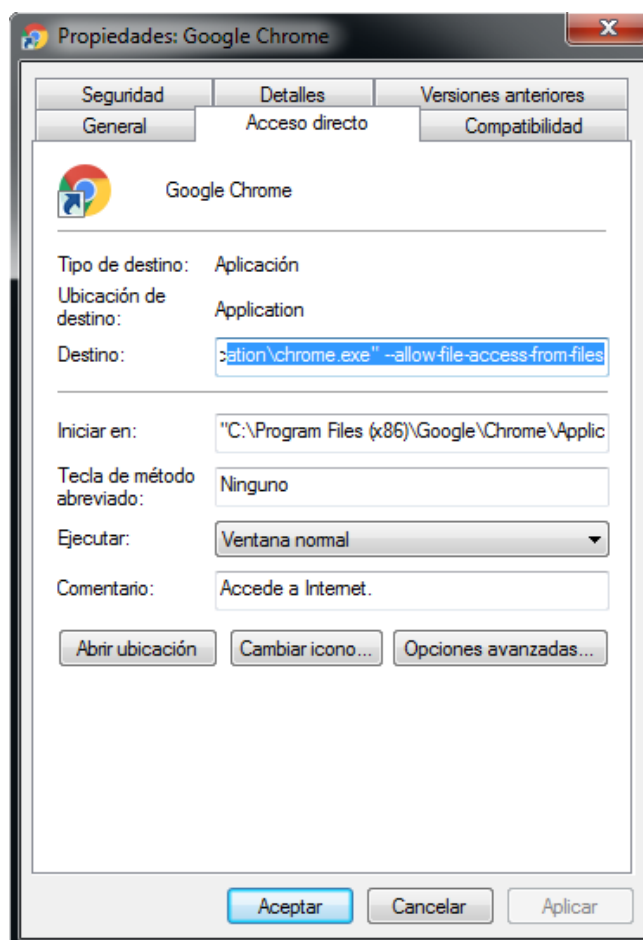 Propiedades: Google Chrome
Seguridad Detalles Versiones anteriores
General Acceso directo Compatibilidad
Google Chrome
Tipo de destino: Aplicación
Ubicación de destino: Application
Destino: cation\chrome.exe" --allow-file-access-from-files
Iniciar en: "C:\Program Files (x86)\Google\Chrome\Applic
Tecla de método abreviado: Ninguno
Ejecutar: Ventana normal
Comentario: Accede a Internet.
Abrir ubicación Cambiar icono... Opciones avanzadas...
Aceptar Cancelar Aplicar